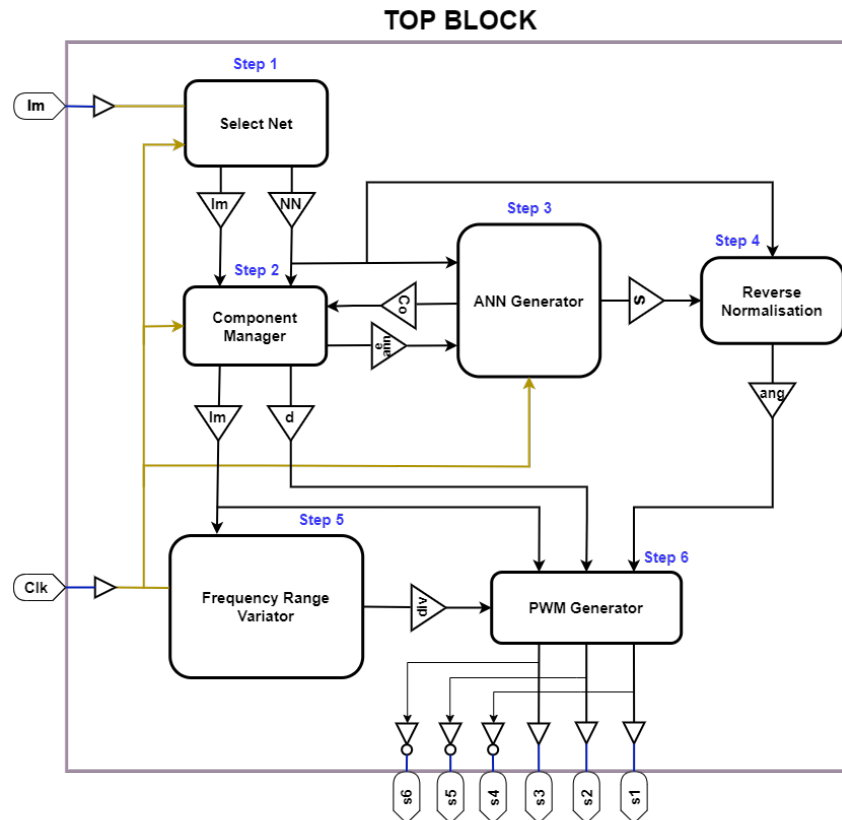 TOP BLOCK
Step 1
Im
Select Net
Im
NN
Step 3
Step 4
Step 2
Component
Manager
Co
e
ann
ANN Generator
s
Reverse
Normalisation
Im
d
ang
Step 5
Step 6
Clk
Frequency Range
Variator
div
PWM Generator
s6
s5
s4
s3
s2
s1